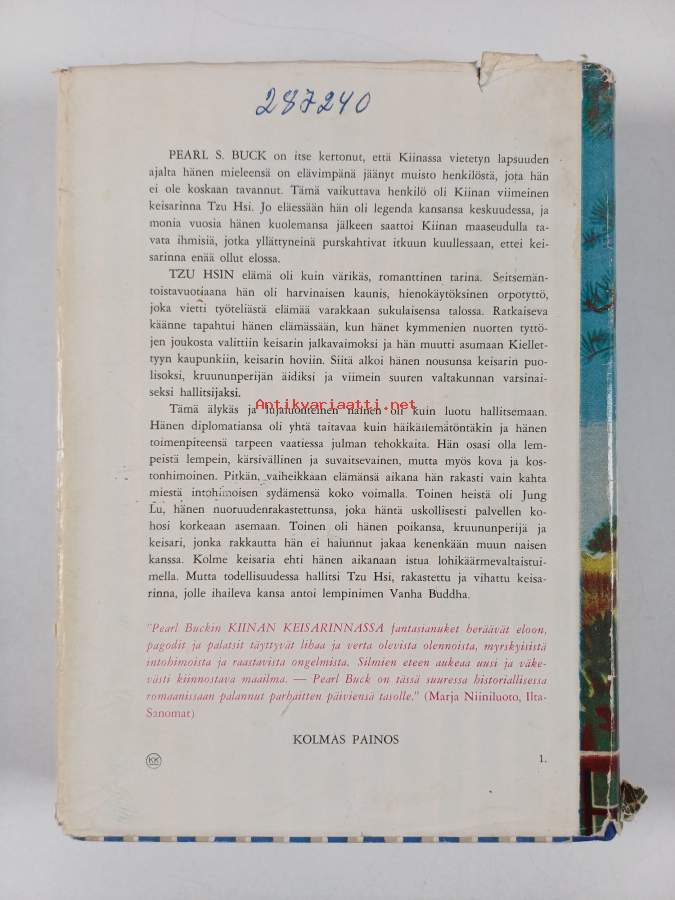 287240
PEARL S. BUCK on itse kertonut, että Kiinassa vietetyn lapsuuden
ajalta hänen mieleensä on elävimpänä jäänyt muisto henkilöstä, jota hän
ei ole koskaan tavannut. Tämä vaikuttava henkilö oli Kiinan viimeinen
keisarinna Tzu Hsi. Jo eläessään hän oli legenda kansansa keskuudessa, ja
monia vuosia hänen kuolemansa jälkeen saattoi Kiinan maaseudulla ta-
vata ihmisiä, jotka yllättyneinä purskahtivat itkuun kuullessaan, ettei kei-
sarinna enää ollut elossa.
TZU HSIN elämä oli kuin värikäs, romanttinen tarina. Seitsemän-
toistavuotiaana hän oli harvinaisen kaunis, hienokäytöksinen orpotyttö,
joka vietti työteliästä elämää varakkaan sukulaisensa talossa. Ratkaiseva
käänne tapahtui hänen elämässään, kun hänet kymmenien nuorten tyttö-
jen joukosta valittiin keisarin jalkavaimoksi ja hän muutti asumaan Kiellet-
tyyn kaupunkiin, keisarin hoviin. Siitä alkoi hänen nousunsa keisarin puo-
lisoksi, kruununperijän äidiksi ja viimein suuren valtakunnan varsinai-
seksi hallitsijaksi.
Antikvariaatti.net
Tämä älykäs ja lujaluonteinen nainen oli kuin luotu hallitsemaan.
Hänen diplomatiansa oli yhtä taitavaa kuin häikäilemätöntäkin ja hänen
toimenpiteensä tarpeen vaatiessa julman tehokkaita. Hän osasi olla lem-
peistä lempein, kärsivällinen ja suvaitsevainen, mutta myös kova ja kos-
tonhimoinen. Pitkän, vaiheikkaan elämänsä aikana hän rakasti vain kahta
miestä intohimoisen sydämensä koko voimalla. Toinen heistä oli Jung
Lu, hänen nuoruudenrakastettunsa, joka häntä uskollisesti palvellen ko-
hosi korkeaan asemaan. Toinen oli hänen poikansa, kruununperijä ja
keisari, jonka rakkautta hän ei halunnut jakaa kenenkään muun naisen
kanssa. Kolme keisaria ehti hänen aikanaan istua lohikäärmevaltaistui-
mella. Mutta todellisuudessa hallitsi Tzu Hsi, rakastettu ja vihattu keisa-
rinna, jolle ihaileva kansa antoi lempinimen Vanha Buddha.
"Pearl Buckin KIINAN KEISARINNASSA fantasianuket heräävät eloon,
pagodit ja palatsit täyttyvät lihaa ja verta olevista olennoista, myrskyisistä
intohimoista ja raastavista ongelmista. Silmien eteen aukeaa uusi ja väke-
västi kiinnostava maailma. — Pearl Buck on tässä suuressa historiallisessa
romaanissaan palannut parhaitten päiviensä tasolle." (Marja Niiniluoto, Ilta-
Sanomat)
KOLMAS PAINOS
KK
1.